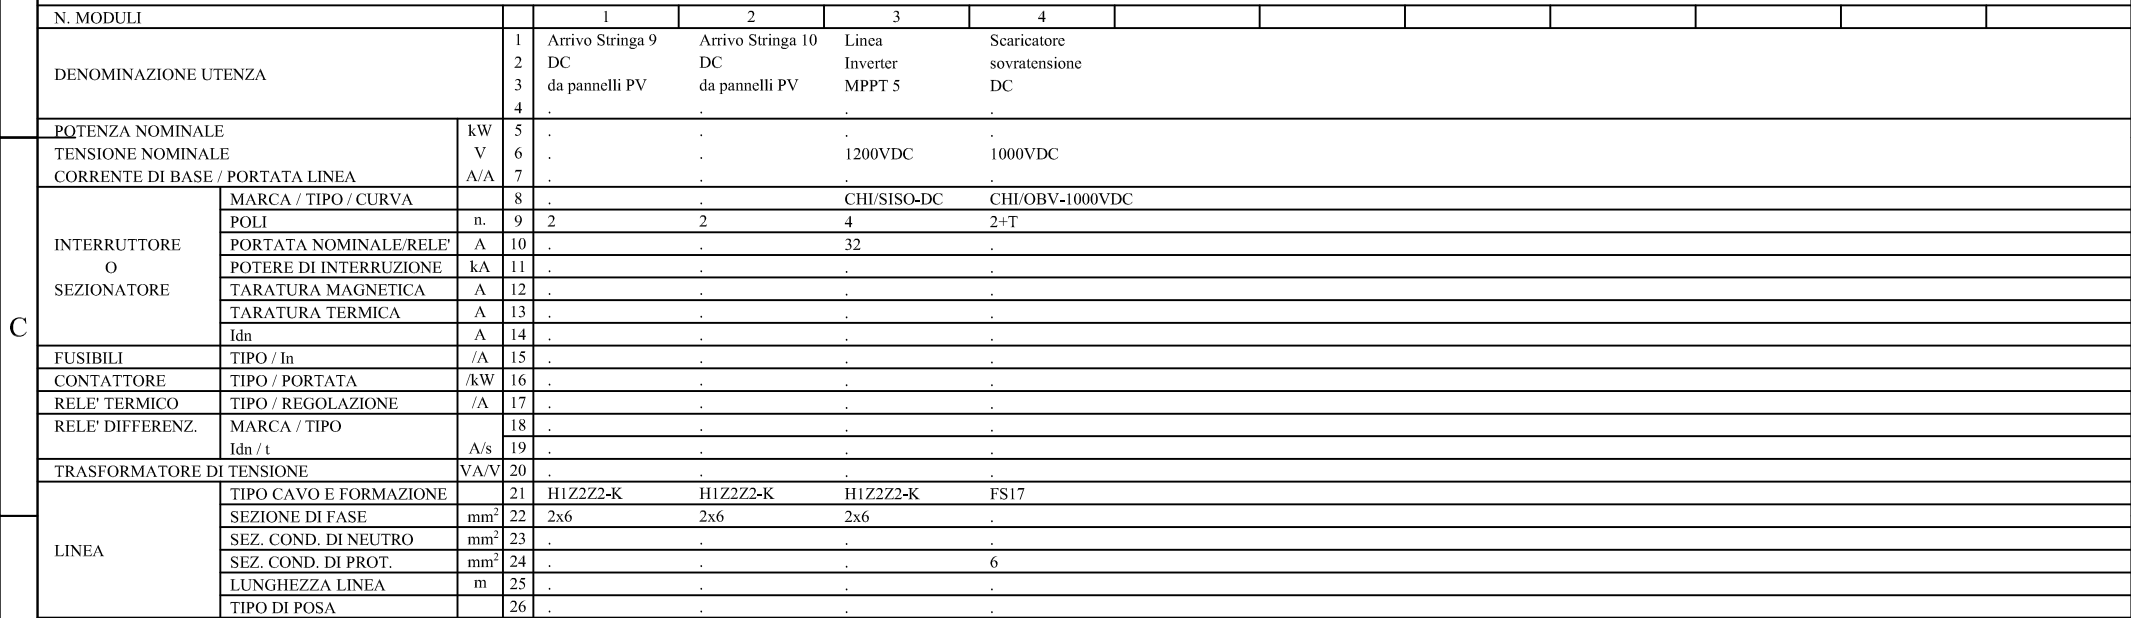 N. MODULI 1 2 3 4
1 Arrivo Stringa 9 Arrivo Stringa 10 Linea Scaricatore
2 DC DC Inverter sovratensione
DENOMINAZIONE UTENZA
3 da pannelli PV da pannelli PV MPPT 5 DC
4 . . . .
POTENZA NOMINALE kW 5 . . . .
TENSIONE NOMINALE V 6 . . 1200VDC 1000VDC
CORRENTE DI BASE / PORTATA LINEA A/A 7 . . . .
MARCA / TIPO / CURVA 8 . . CHI/SISO-DC CHI/OBV-1000VDC
POLI n. 9 2 2 4 2+T
INTERRUTTORE PORTATA NOMINALE/RELE' A 10 . . 32 .
O POTERE DI INTERRUZIONE kA 11 . . . .
SEZIONATORE TARATURA MAGNETICA A 12 . . . .
TARATURA TERMICA A 13 . . . .
C
Idn A 14 . . . .
FUSIBILI TIPO / In /A 15 . . . .
CONTATTORE TIPO / PORTATA /kW 16 . . . .
RELE' TERMICO TIPO / REGOLAZIONE /A 17 . . . .
RELE' DIFFERENZ. MARCA / TIPO 18 . . . .
Idn / t A/s 19 . . . .
TRASFORMATORE DI TENSIONE VA/V 20 . . . .
TIPO CAVO E FORMAZIONE 21 H1Z2Z2-K H1Z2Z2-K H1Z2Z2-K FS17
SEZIONE DI FASE mm² 22 2x6 2x6 2x6 .
SEZ. COND. DI NEUTRO mm² 23 . . . .
LINEA
SEZ. COND. DI PROT. mm² 24 . . . 6
LUNGHEZZA LINEA m 25 . . . .
TIPO DI POSA 26 . . . .